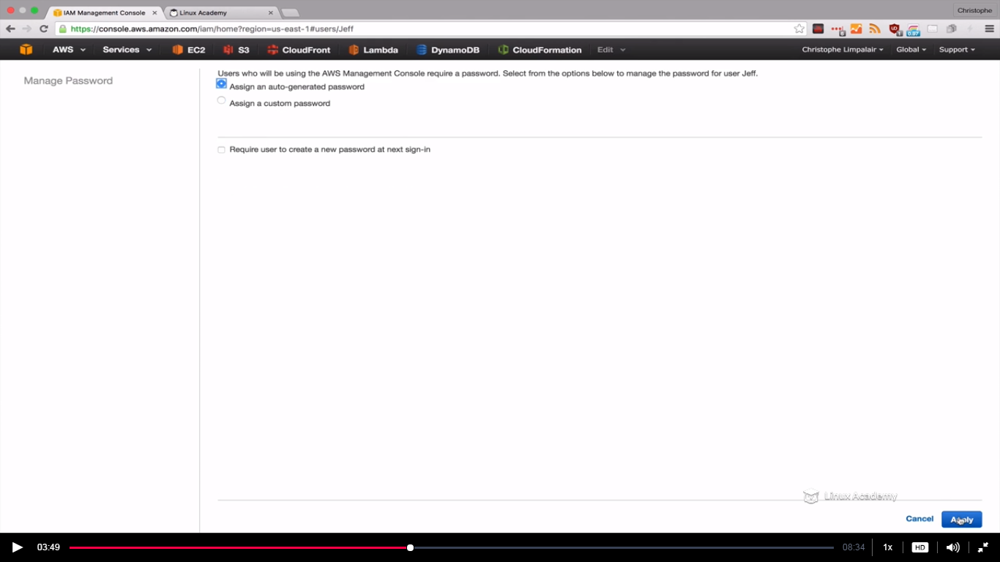 IAM Management Console
Linux Academy
Christophe
https://console.aws.amazon.com/iam/home?region=us-east-1#users/Jeff
AWS Services EC2 S3 CloudFront Lambda DynamoDB CloudFormation Edit Christophe Limpalair Global Support
Manage Password
Users who will be using the AWS Management Console require a password. Select from the options below to manage the password for user Jeff.
Assign an auto-generated password
Assign a custom password
Require user to create a new password at next sign-in
Linux Academy
Cancel Apply
03:49 08:34 1x HD